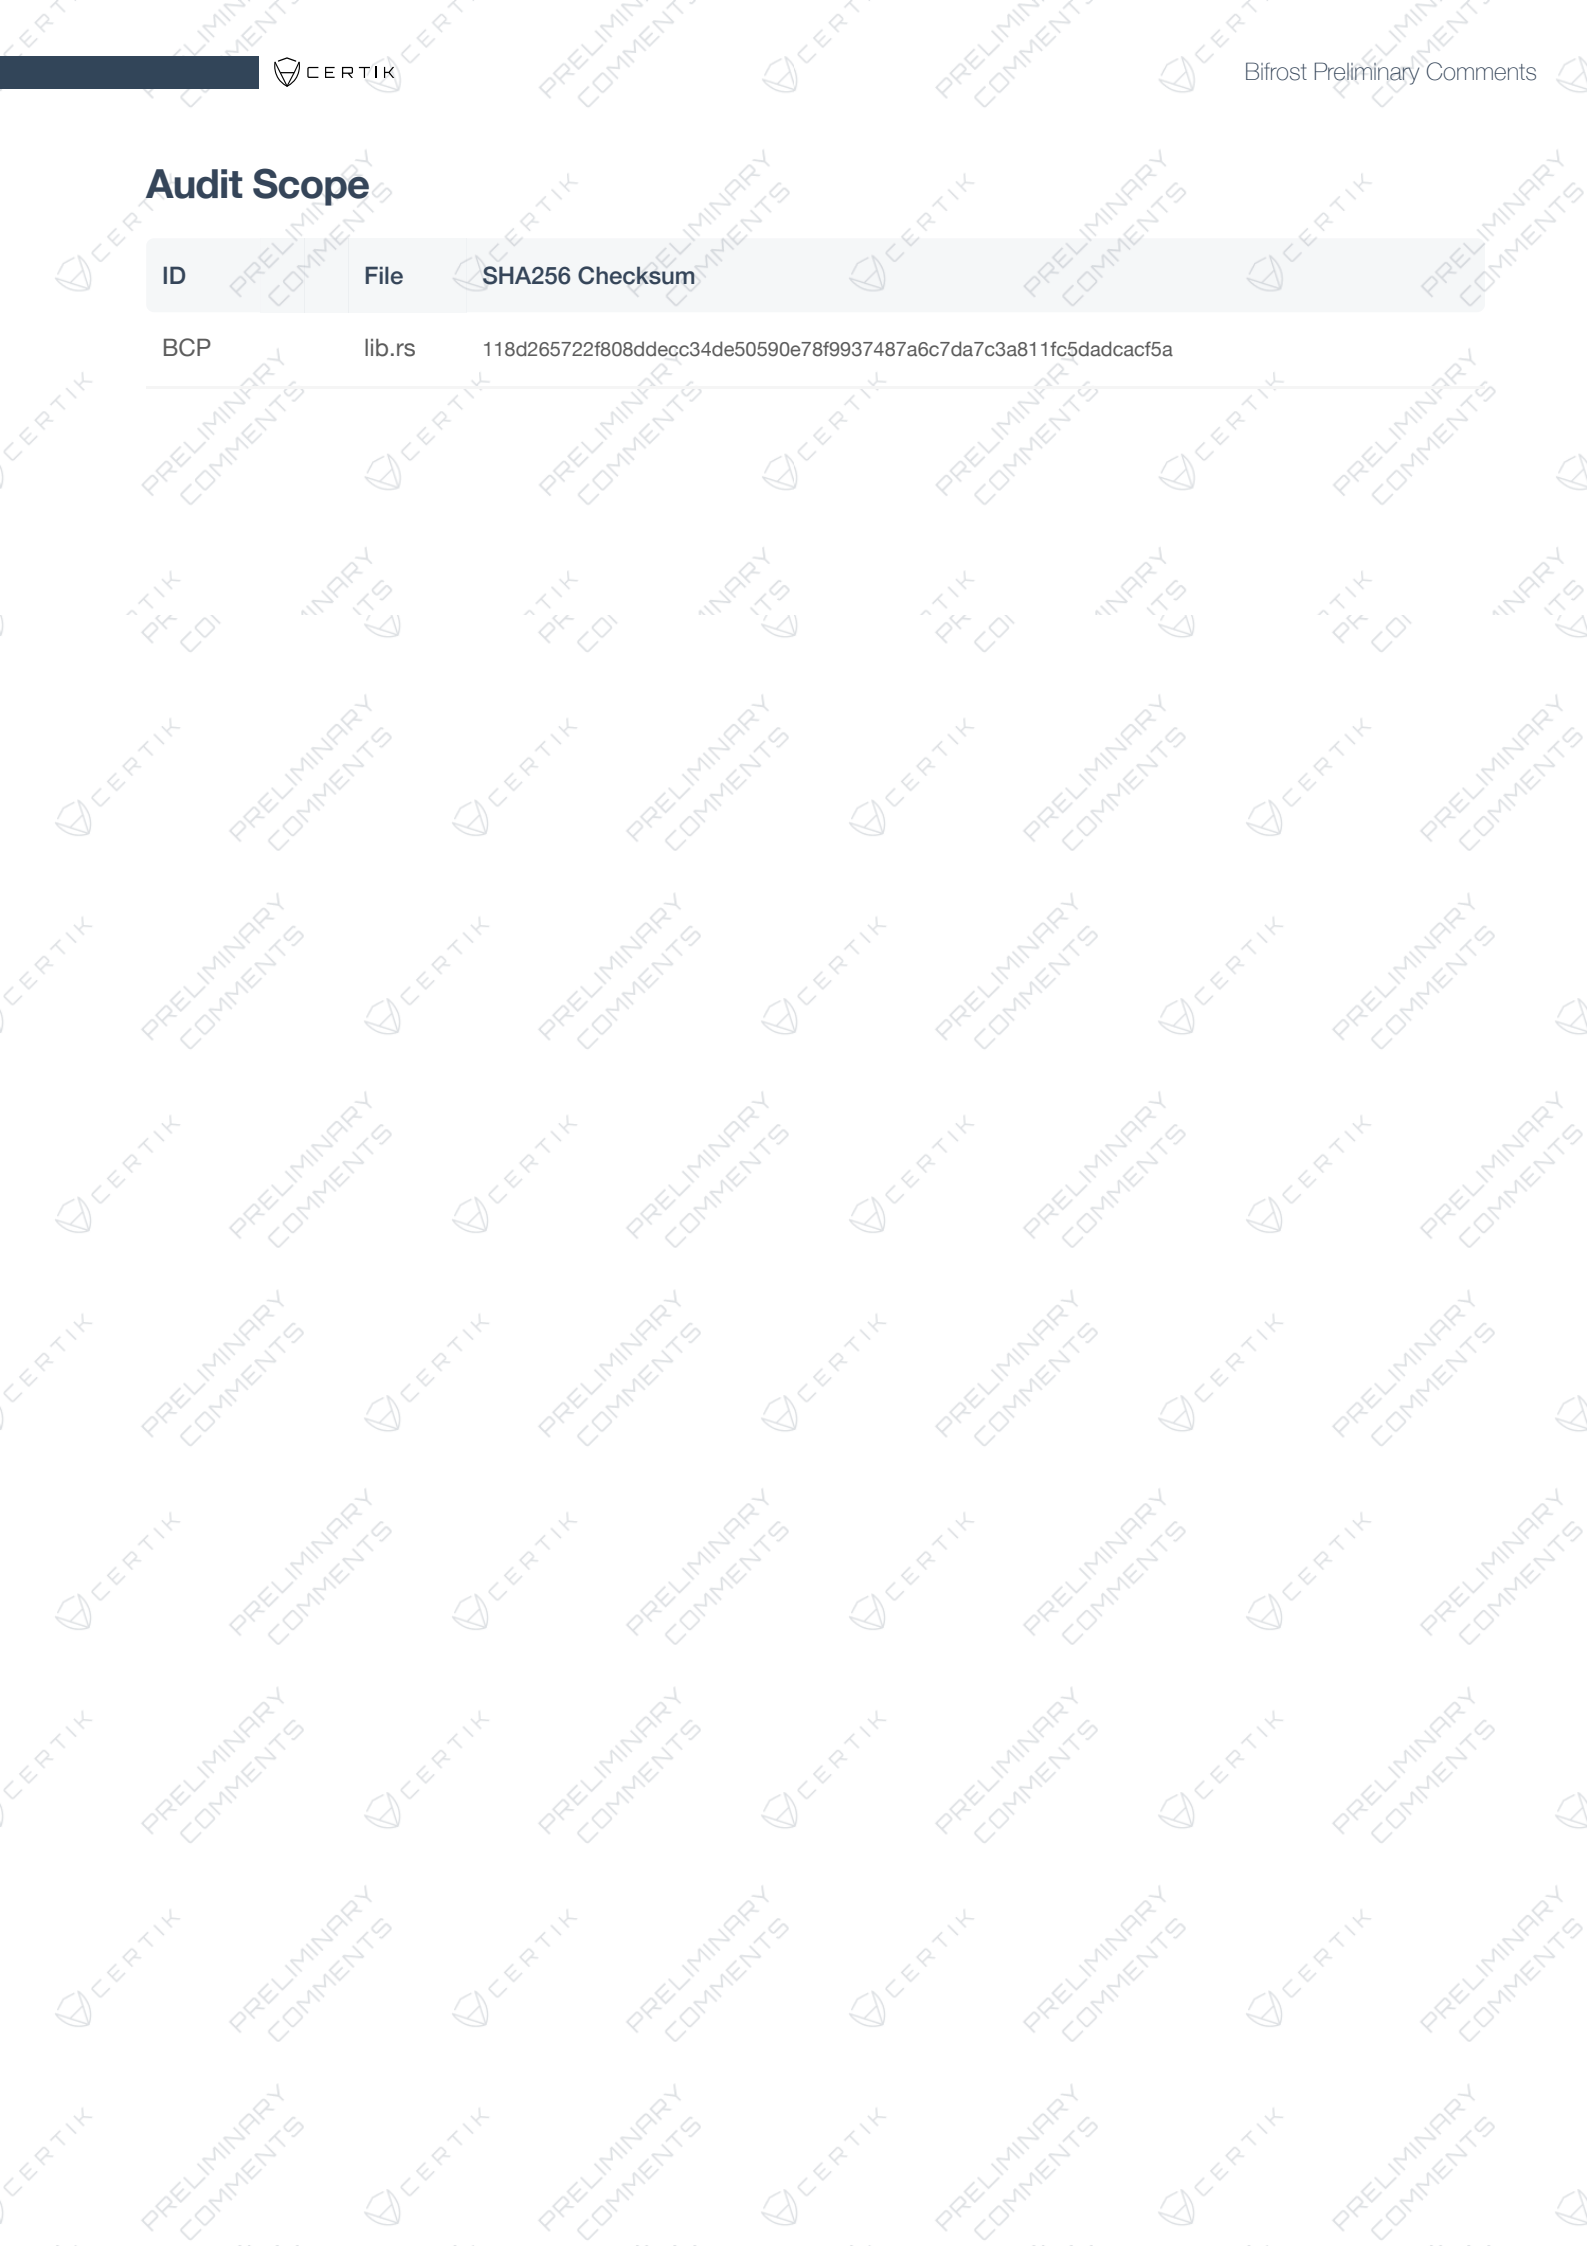 CERTIK
Bifrost Preliminary Comments
Audit Scope
ID File SHA256 Checksum
BCP lib.rs 118d265722f808ddecc34de50590e78f9937487a6c7da7c3a811fc5dadcacf5a